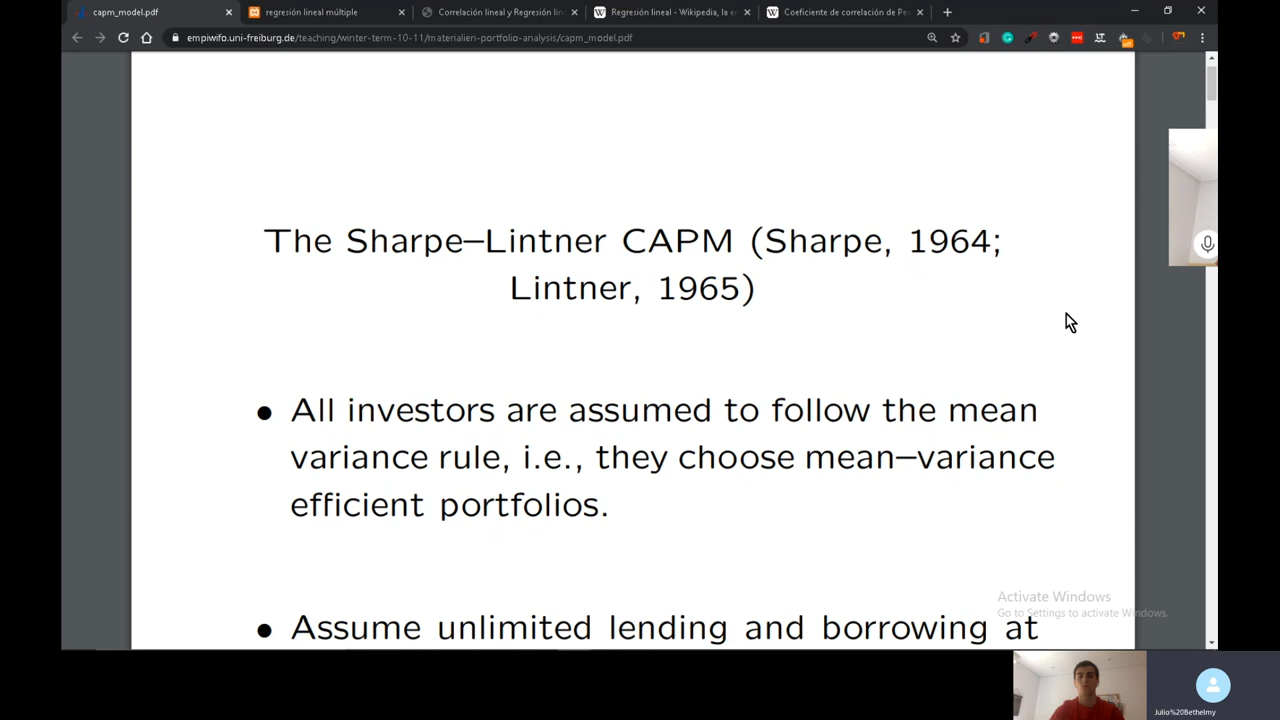 capm_model.pdf
regresión lineal múltiple
Correlación lineal y Regresión lin
Regresión lineal - Wikipedia, la e
Coeficiente de correlación de Pe
empiwifo.uni-freiburg.de/teaching/winter-term-10-11/materialien-portfolio-analysis/capm_model.pdf
The Sharpe–Lintner CAPM (Sharpe, 1964;
Lintner, 1965)
• All investors are assumed to follow the mean
variance rule, i.e., they choose mean–variance
efficient portfolios.
• Assume unlimited lending and borrowing at
Activate Windows
Go to Settings to activate Windows.
Julio%20Bethelmy